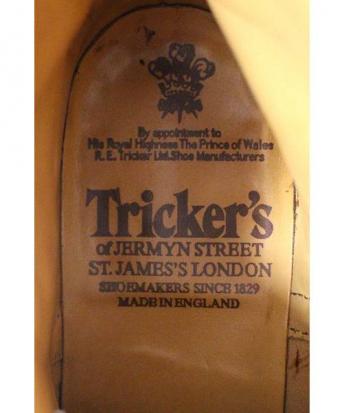 By appointment to
His Royal Highness The Prince of Wales
R. E. Tricker Ltd. Shoe Manufacturers
Tricker's
of JERMYN STREET
ST. JAMES'S LONDON
SHOEMAKERS SINCE 1829
MADE IN ENGLAND